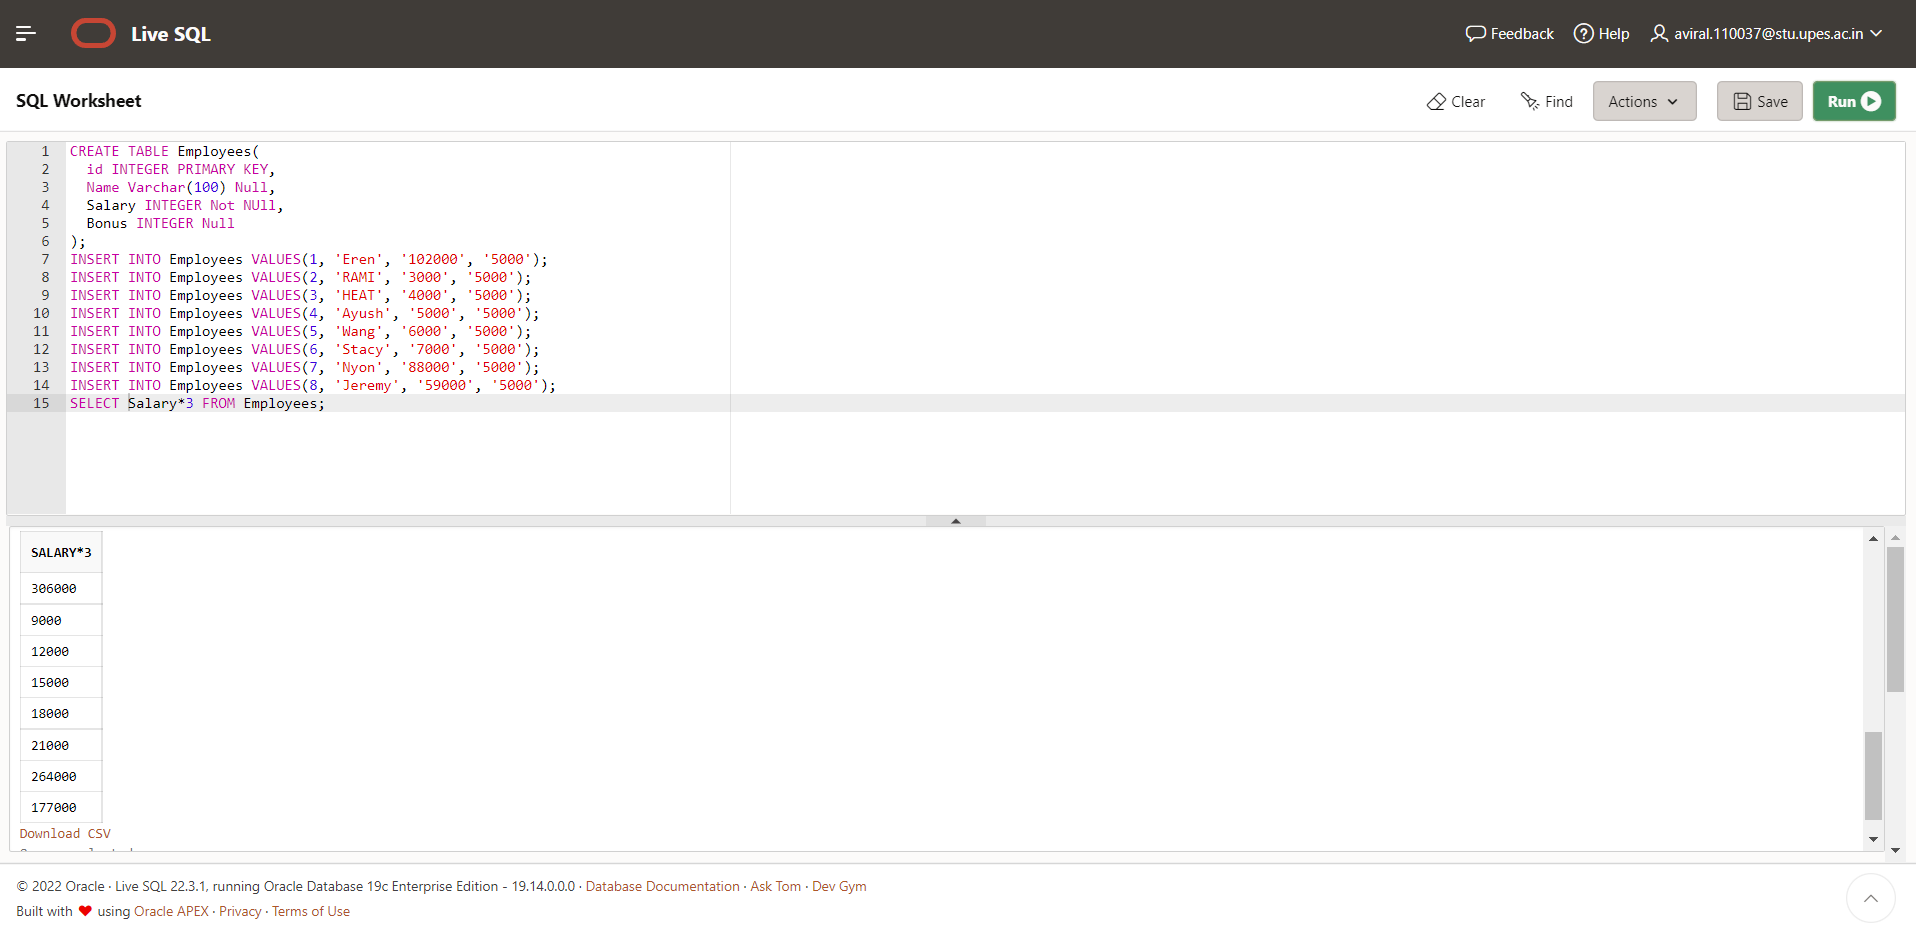 Live SQL
Feedback
Help
aviral.110037@stu.upes.ac.in
SQL Worksheet
Clear
Find
Actions
Save
Run
1 CREATE TABLE Employees(
2 id INTEGER PRIMARY KEY,
3 Name Varchar(100) Null,
4 Salary INTEGER Not NUll,
5 Bonus INTEGER Null
6 );
7 INSERT INTO Employees VALUES(1, 'Eren', '102000', '5000');
8 INSERT INTO Employees VALUES(2, 'RAMI', '3000', '5000');
9 INSERT INTO Employees VALUES(3, 'HEAT', '4000', '5000');
10 INSERT INTO Employees VALUES(4, 'Ayush', '5000', '5000');
11 INSERT INTO Employees VALUES(5, 'Wang', '6000', '5000');
12 INSERT INTO Employees VALUES(6, 'Stacy', '7000', '5000');
13 INSERT INTO Employees VALUES(7, 'Nyon', '88000', '5000');
14 INSERT INTO Employees VALUES(8, 'Jeremy', '59000', '5000');
15 SELECT Salary*3 FROM Employees;
SALARY*3
306000
9000
12000
15000
18000
21000
264000
177000
Download CSV
© 2022 Oracle · Live SQL 22.3.1, running Oracle Database 19c Enterprise Edition - 19.14.0.0.0 · Database Documentation · Ask Tom · Dev Gym
Built with ❤ using Oracle APEX · Privacy · Terms of Use